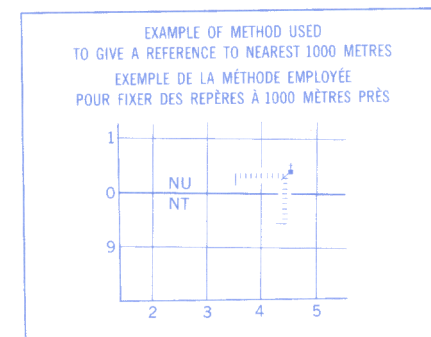 EXAMPLE OF METHOD USED
TO GIVE A REFERENCE TO NEAREST 1000 METRES
EXEMPLE DE LA MÉTHODE EMPLOYÉE
POUR FIXER DES REPÈRES À 1000 MÈTRES PRÈS
1
NU
0
NT
9
2 3 4 5